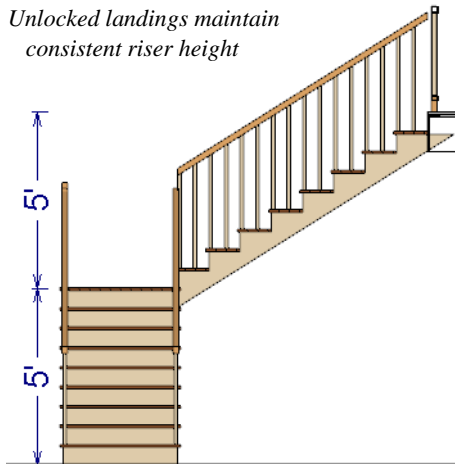 Unlocked landings maintain
consistent riser height
5'
5'